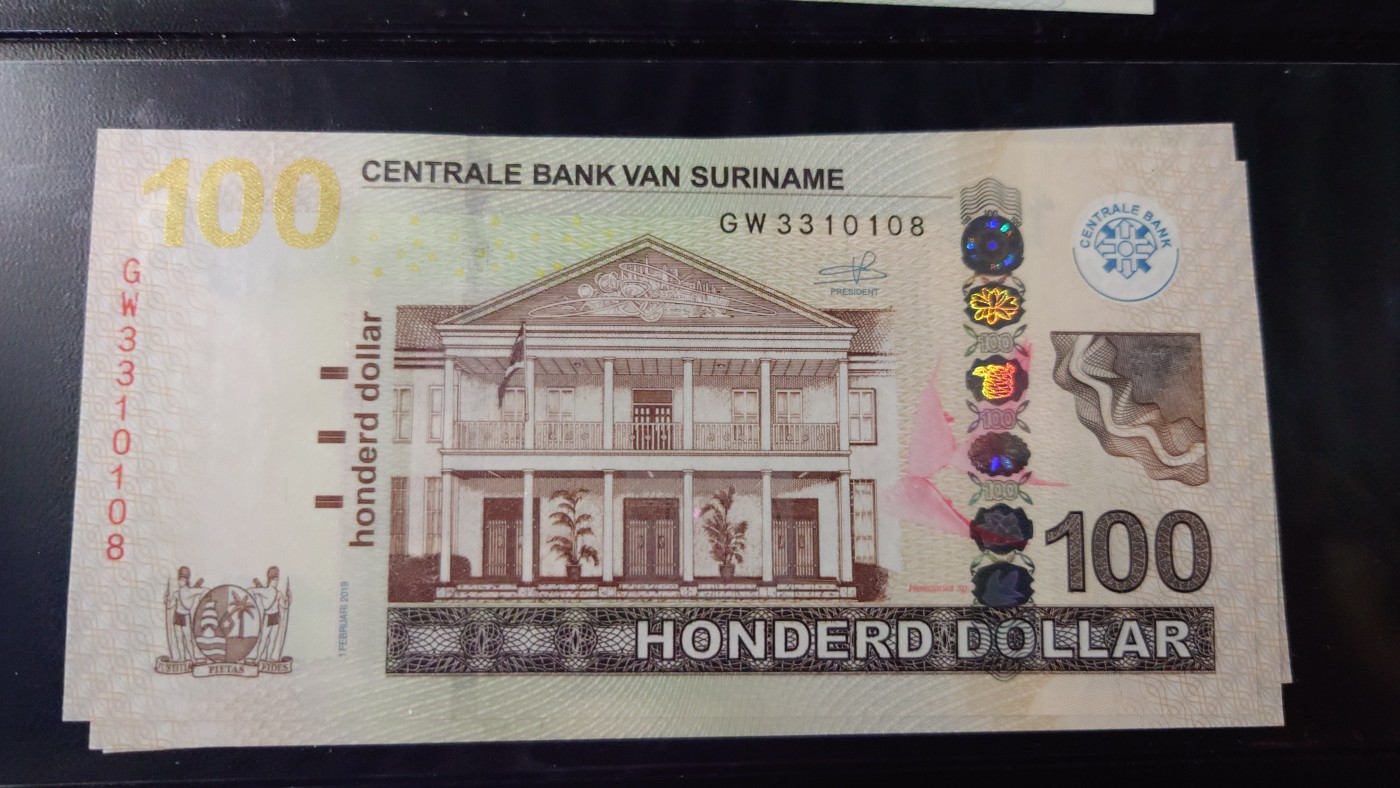 100
CENTRALE BANK VAN SURINAME
GW3310108
PRESIDENT
CENTRALE BANK
GW3310108
honderd dollar
100
100
100
100
1 FEBRUARI 2019
HONDERD DOLLAR
JUSTITIA PIETAS FIDES